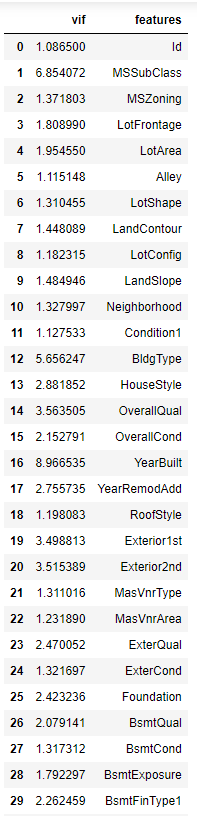 vif features
0 1.086500 Id
1 6.854072 MSSubClass
2 1.371803 MSZoning
3 1.808990 LotFrontage
4 1.954550 LotArea
5 1.115148 Alley
6 1.310455 LotShape
7 1.448089 LandContour
8 1.182315 LotConfig
9 1.484946 LandSlope
10 1.327997 Neighborhood
11 1.127533 Condition1
12 5.656247 BldgType
13 2.881852 HouseStyle
14 3.563505 OverallQual
15 2.152791 OverallCond
16 8.966535 YearBuilt
17 2.755735 YearRemodAdd
18 1.198083 RoofStyle
19 3.498813 Exterior1st
20 3.515389 Exterior2nd
21 1.311016 MasVnrType
22 1.231890 MasVnrArea
23 2.470052 ExterQual
24 1.321697 ExterCond
25 2.423236 Foundation
26 2.079141 BsmtQual
27 1.317312 BsmtCond
28 1.792297 BsmtExposure
29 2.262459 BsmtFinType1